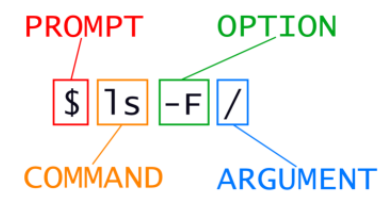 PROMPT OPTION
$ ls -F /
COMMAND ARGUMENT